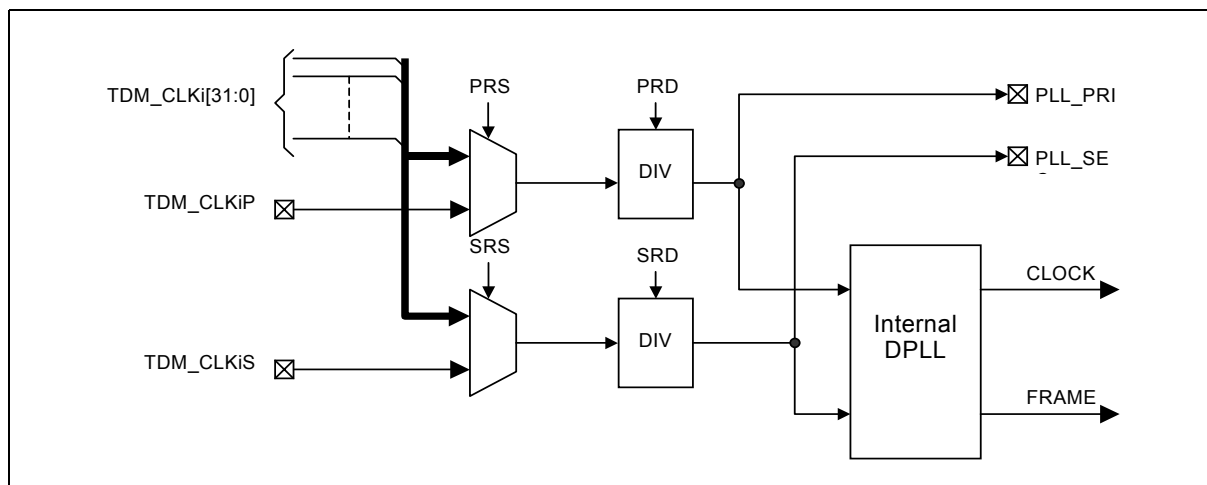 TDM_CLKi[31:0]
PRS
PRD
PLL_PRI
DIV
PLL_SE
TDM_CLKiP
SRS
SRD
CLOCK
Internal
DPLL
DIV
TDM_CLKiS
FRAME